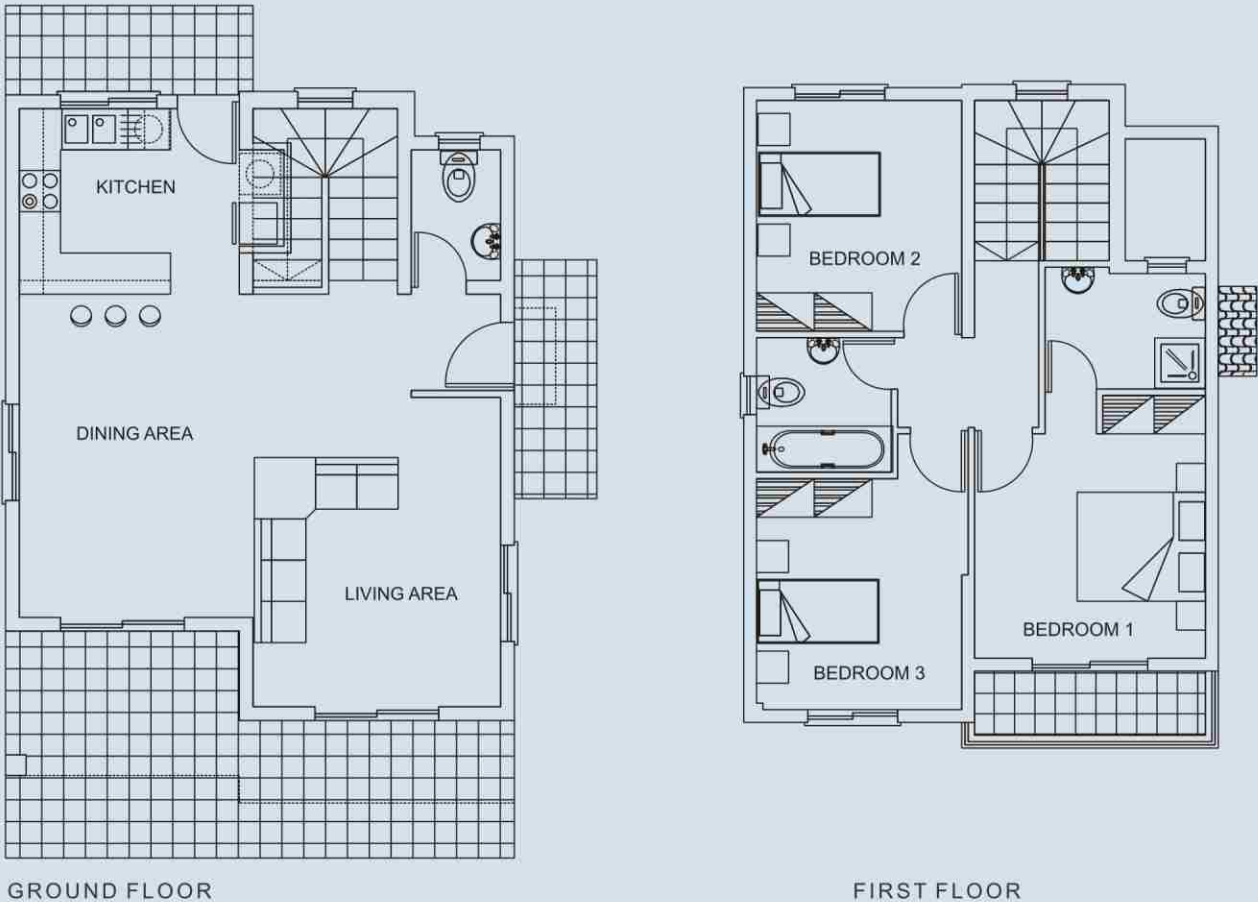 KITCHEN
DINING AREA
LIVING AREA
GROUND FLOOR
BEDROOM 2
BEDROOM 1
BEDROOM 3
FIRST FLOOR